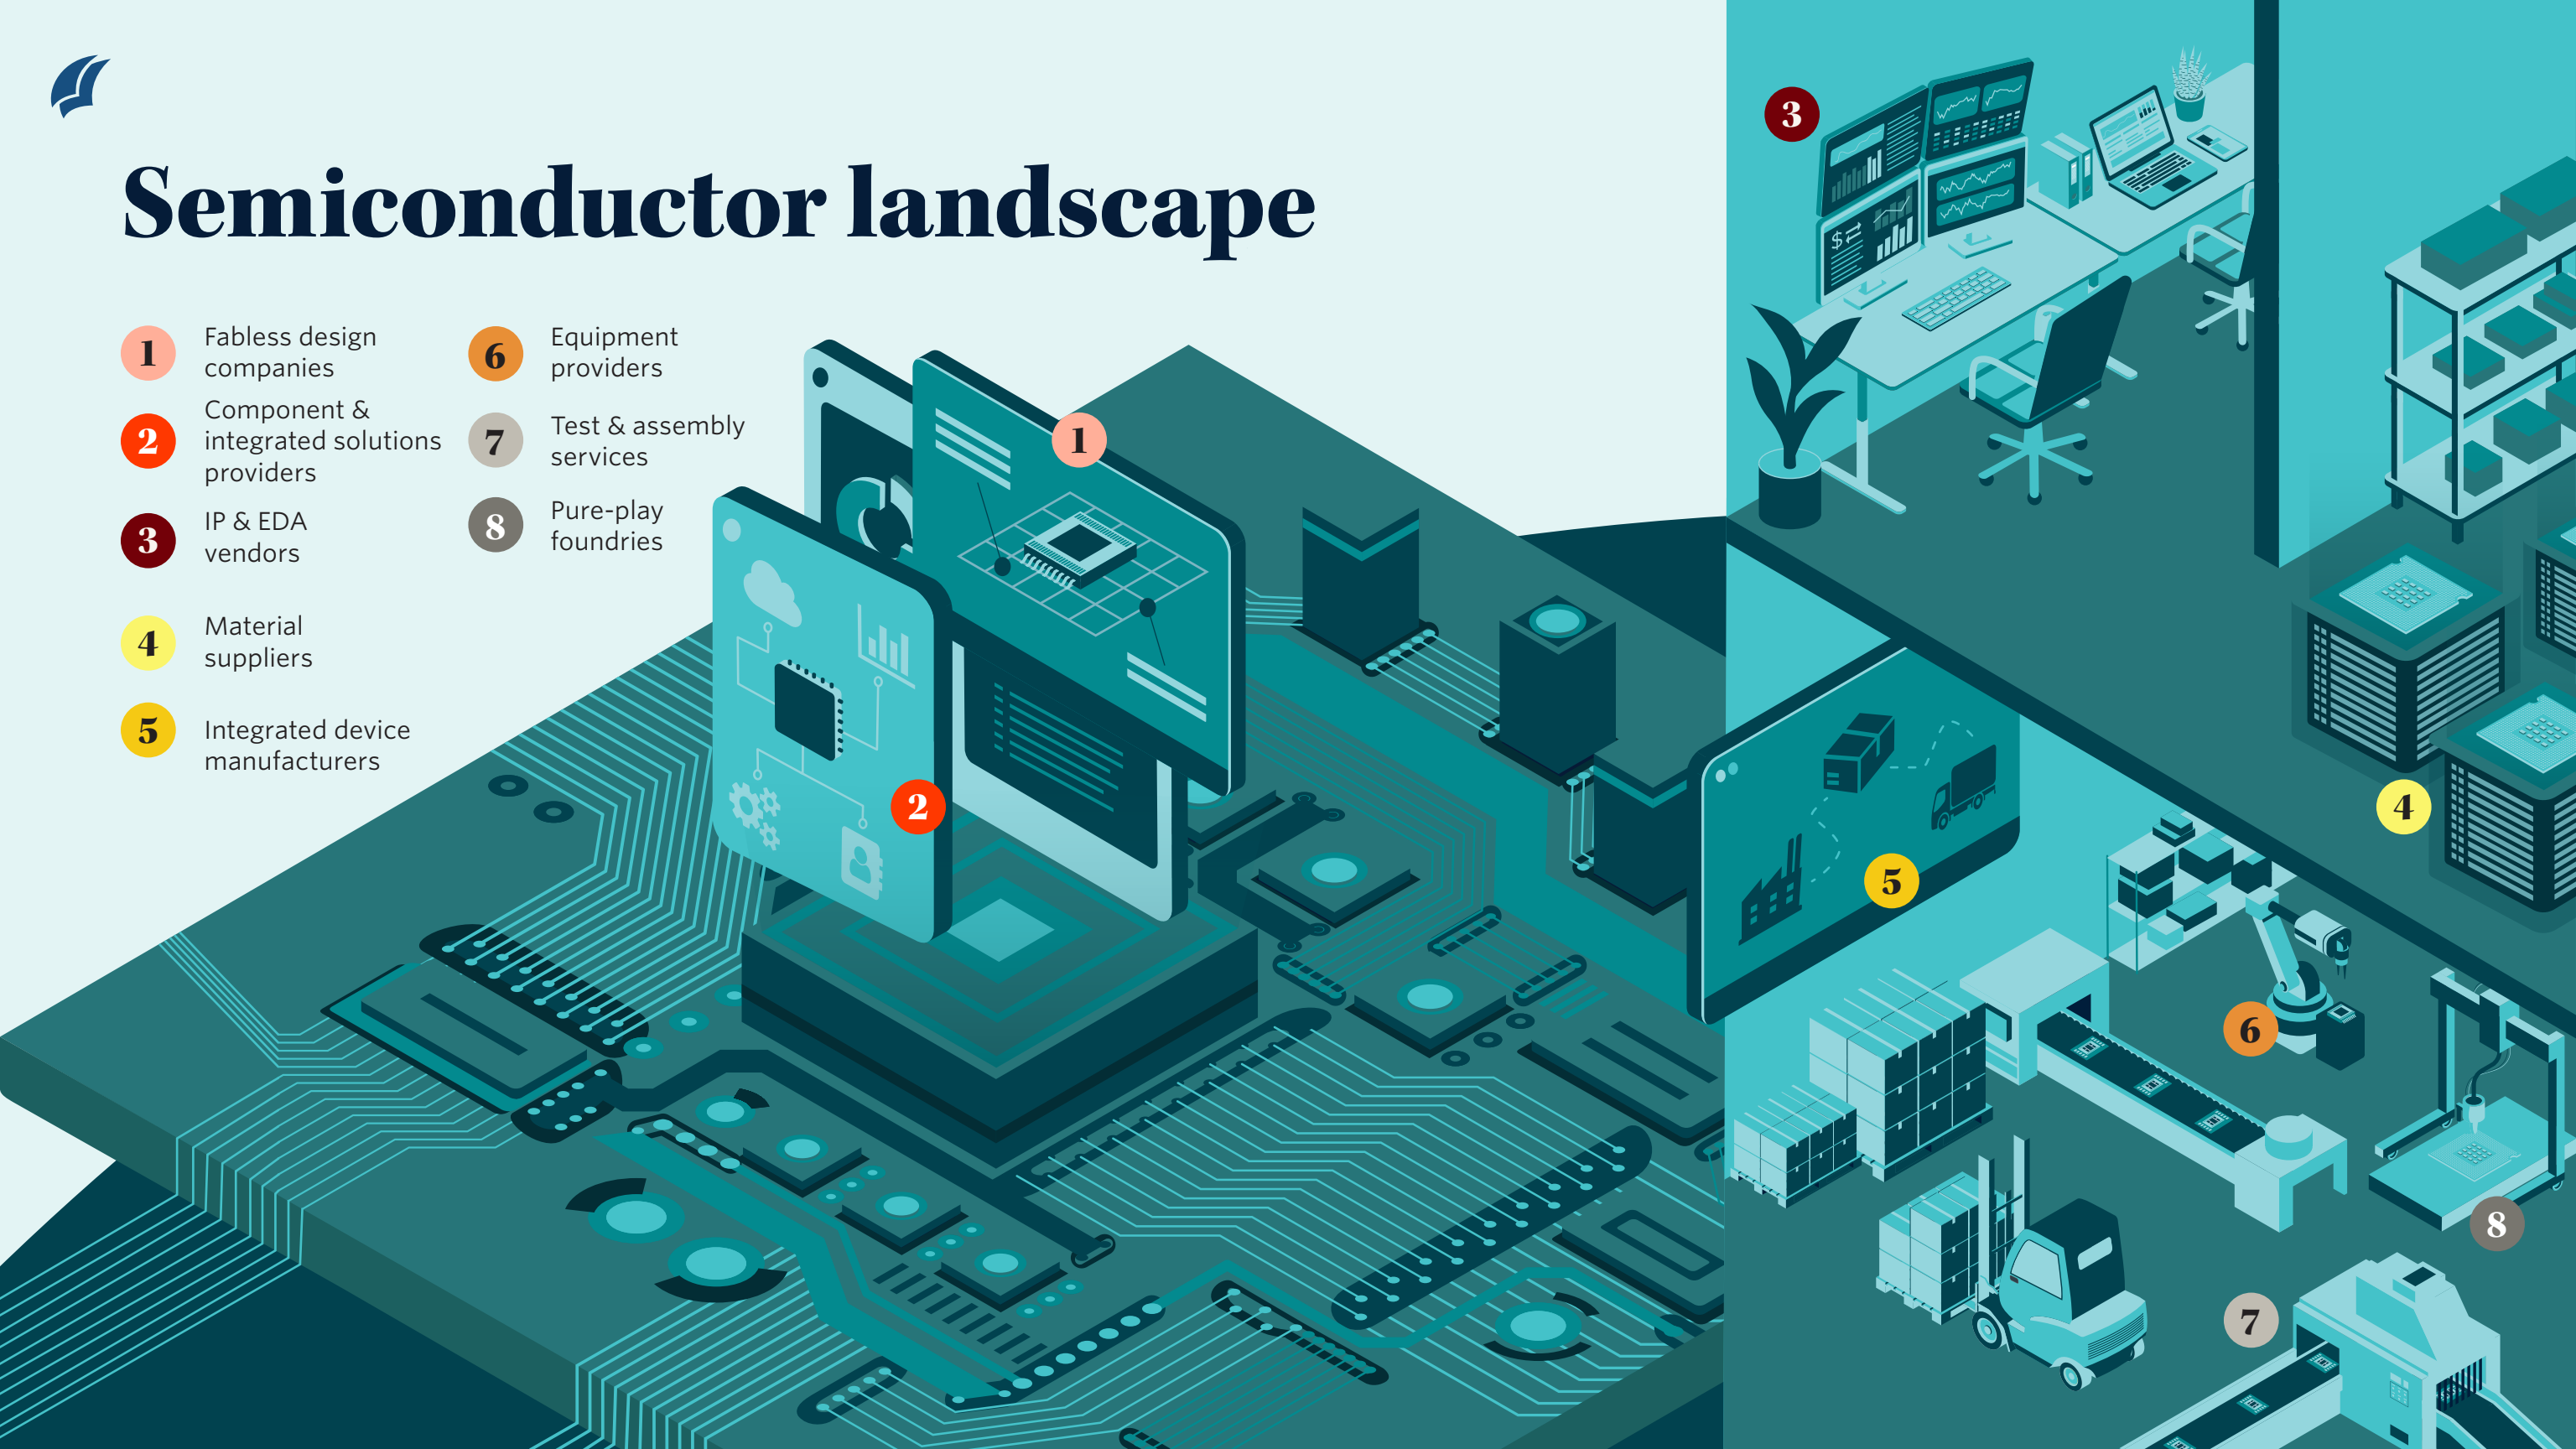 Semiconductor landscape
1
Fabless design
companies
2
Component &
integrated solutions
providers
3
IP & EDA
vendors
4
Material
suppliers
5
Integrated device
manufacturers
6
Equipment
providers
7
Test & assembly
services
8
Pure-play
foundries
1
2
3
$
4
5
6
8
7